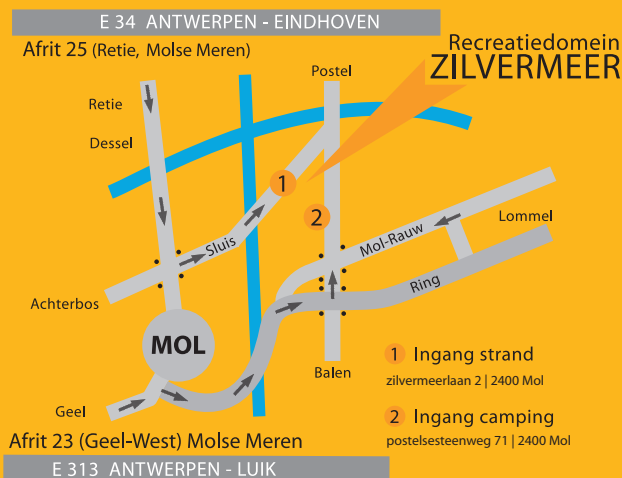 E 34 ANTWERPEN - EINDHOVEN
Afrit 25 (Retie, Molse Meren)
Recreatiedomein
ZILVERMEER
Postel
Retie
Dessel
1
2
Lommel
Mol-Rauw
Sluis
Ring
Achterbos
MOL
1 Ingang strand
zilvermeerlaan 2 | 2400 Mol
Balen
Geel
2 Ingang camping
postelsesteenweg 71 | 2400 Mol
Afrit 23 (Geel-West) Molse Meren
E 313 ANTWERPEN - LUIK